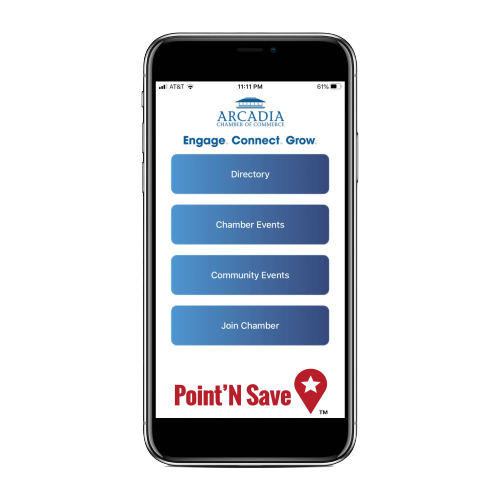 AT&T 11:11 PM 61%
ARCADIA
CHAMBER OF COMMERCE
Engage. Connect. Grow.
Directory
Chamber Events
Community Events
Join Chamber
Point'N Save
TM